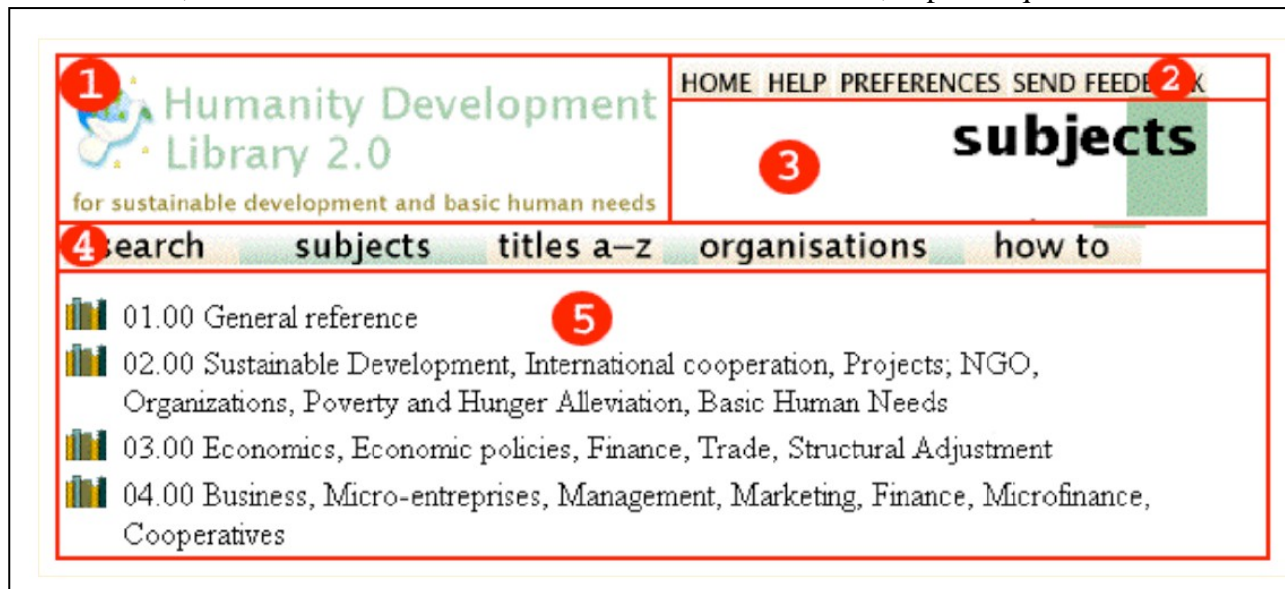 1
Humanity Development
Library 2.0
for sustainable development and basic human needs
HOME HELP PREFERENCES SEND 2
3
subjects
4 search subjects titles a–z organisations how to
5
01.00 General reference
02.00 Sustainable Development, International cooperation, Projects; NGO,
Organizations, Poverty and Hunger Alleviation, Basic Human Needs
03.00 Economics, Economic policies, Finance, Trade, Structural Adjustment
04.00 Business, Micro-entreprises, Management, Marketing, Finance, Microfinance,
Cooperatives